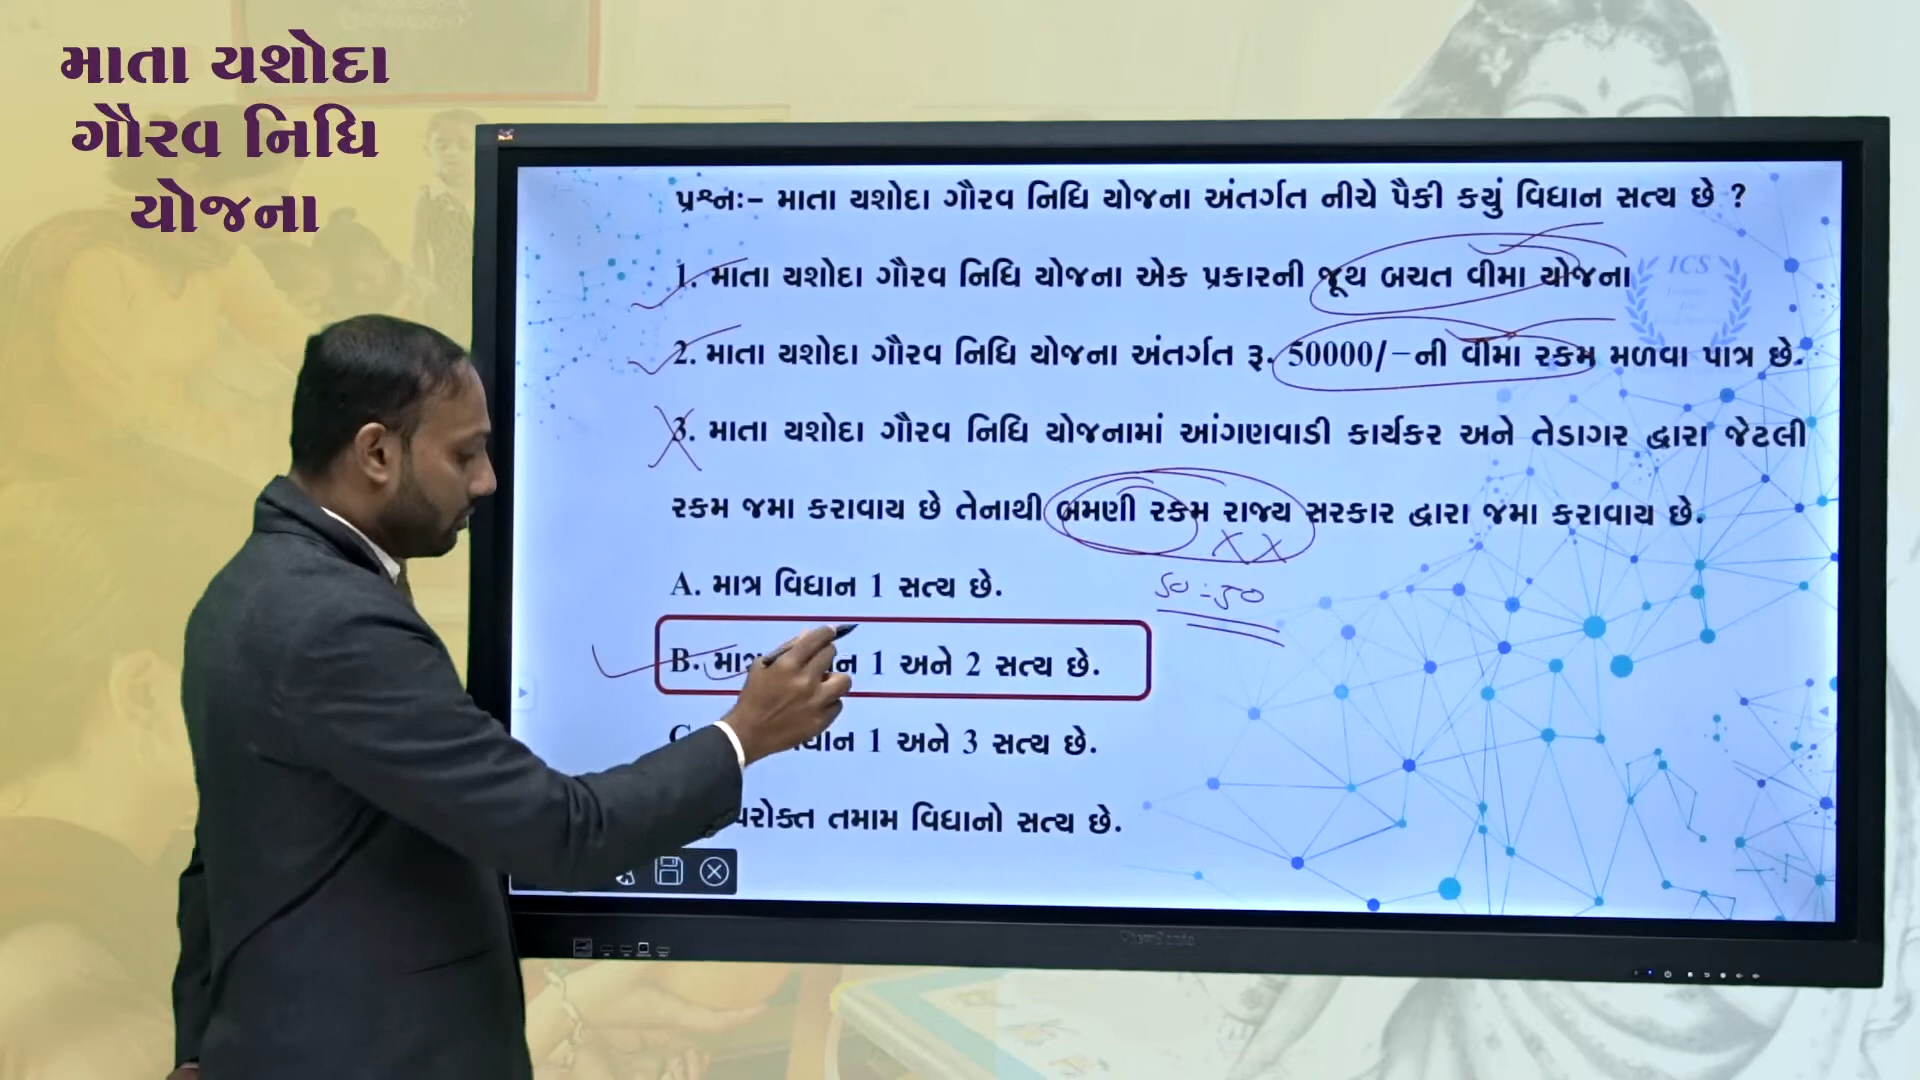 માતા યશોદા
ગૌરવ નિધિ
યોજના
પ્રશ્નઃ- માતા યશોદા ગૌરવ નિધિ યોજના અંતર્ગત નીચે પૈકી કયું વિધાન સત્ય છે ?
1. માતા યશોદા ગૌરવ નિધિ યોજના એક પ્રકારની જૂથ બચત વીમા યોજના
ICS
2. માતા યશોદા ગૌરવ નિધિ યોજના અંતર્ગત રૂ. 50000/-ની વીમા રકમ મળવા પાત્ર છે.
3. માતા યશોદા ગૌરવ નિધિ યોજનામાં આંગણવાડી કાર્યકર અને તેડાગર દ્વારા જેટલી
રકમ જમા કરાવાય છે તેનાથી બમણી રકમ રાજ્ય સરકાર દ્વારા જમા કરાવાય છે.
A. માત્ર વિધાન 1 સત્ય છે.
50-50
B. માત્ર ન 1 અને 2 સત્ય છે.
ધાન 1 અને 3 સત્ય છે.
પરોક્ત તમામ વિધાનો સત્ય છે.
ViewSonic